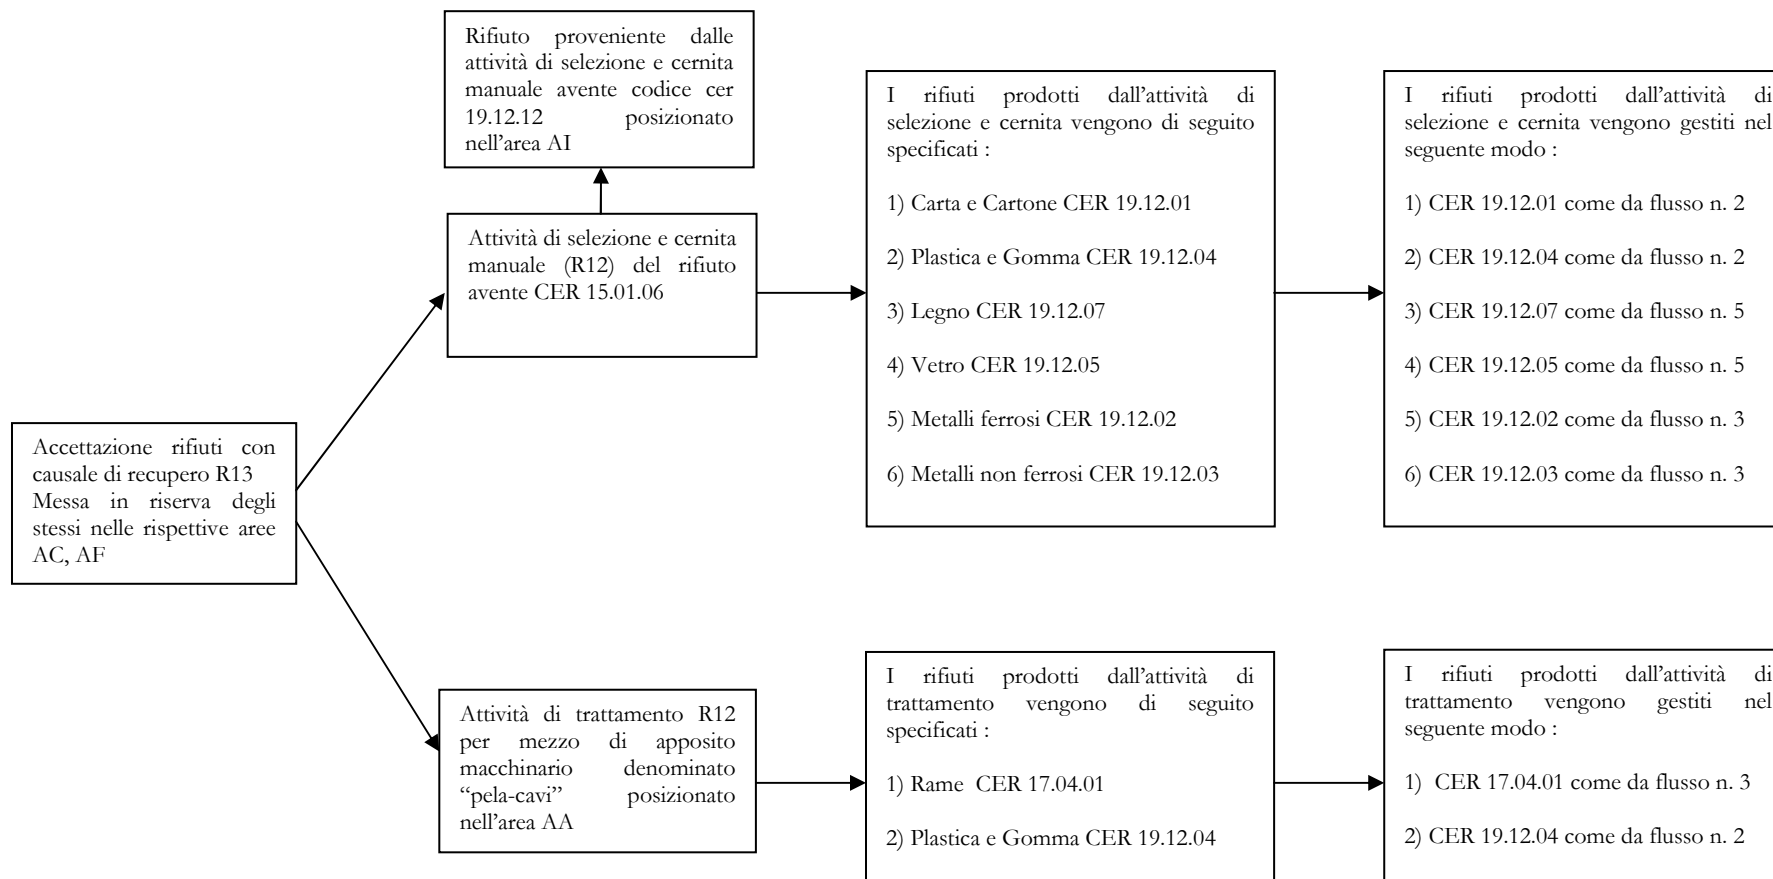 Rifiuto proveniente dalle
attività di selezione e cernita
manuale avente codice cer
19.12.12 posizionato
nell'area AI
Attività di selezione e cernita
manuale (R12) del rifiuto
avente CER 15.01.06
I rifiuti prodotti dall'attività di
selezione e cernita vengono di seguito
specificati :
1) Carta e Cartone CER 19.12.01
2) Plastica e Gomma CER 19.12.04
3) Legno CER 19.12.07
4) Vetro CER 19.12.05
5) Metalli ferrosi CER 19.12.02
6) Metalli non ferrosi CER 19.12.03
I rifiuti prodotti dall'attività di
selezione e cernita vengono gestiti nel
seguente modo :
1) CER 19.12.01 come da flusso n. 2
2) CER 19.12.04 come da flusso n. 2
3) CER 19.12.07 come da flusso n. 5
4) CER 19.12.05 come da flusso n. 5
5) CER 19.12.02 come da flusso n. 3
6) CER 19.12.03 come da flusso n. 3
Accettazione rifiuti con
causale di recupero R13
Messa in riserva degli
stessi nelle rispettive aree
AC, AF
Attività di trattamento R12
per mezzo di apposito
macchinario denominato
“pela-cavi” posizionato
nell'area AA
I rifiuti prodotti dall'attività di
trattamento vengono di seguito
specificati :
1) Rame CER 17.04.01
2) Plastica e Gomma CER 19.12.04
I rifiuti prodotti dall'attività di
trattamento vengono gestiti nel
seguente modo :
1) CER 17.04.01 come da flusso n. 3
2) CER 19.12.04 come da flusso n. 2